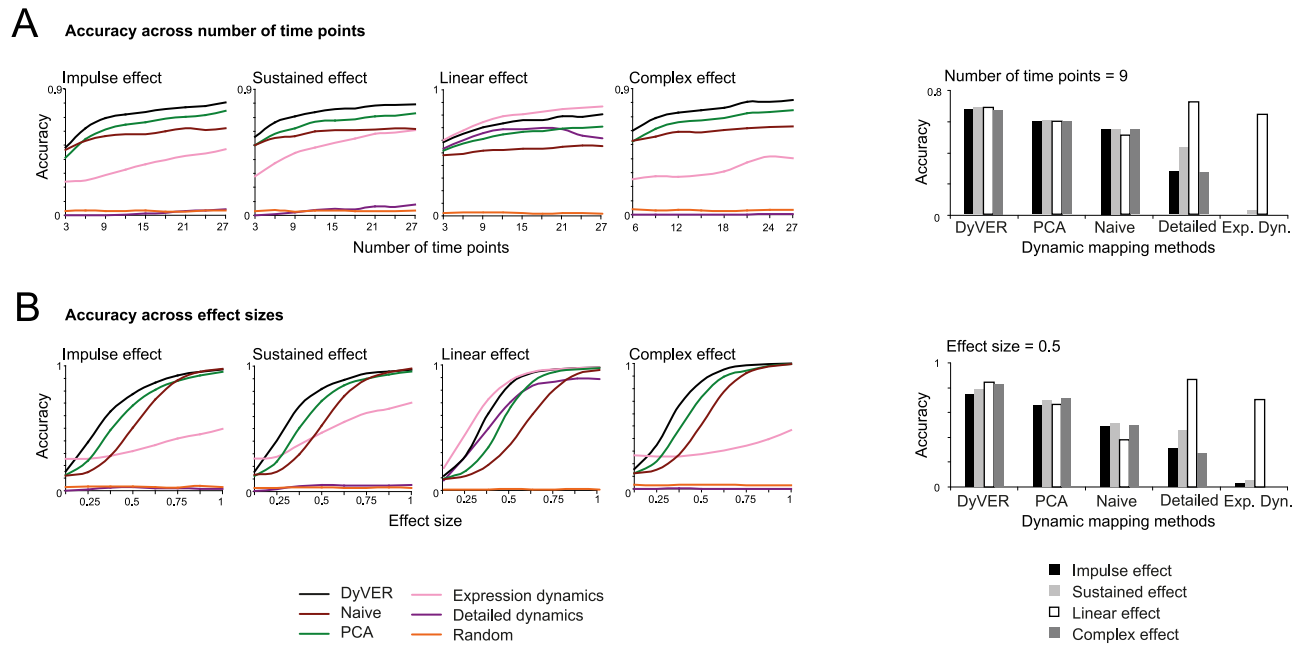 A Accuracy across number of time points
Impulse effect Sustained effect Linear effect Complex effect
Number of time points = 9
0.9 0.9 1 0.9 0.8
Accuracy
Accuracy
0 0 0 0 0
3 9 15 21 27 3 9 15 21 27 3 9 15 21 27 6 12 18 24 27
Number of time points
DyVER PCA Naive Detailed Exp. Dyn.
Dynamic mapping methods
B Accuracy across effect sizes
Impulse effect Sustained effect Linear effect Complex effect
Effect size = 0.5
1 1 1 1 1
Accuracy
Accuracy
0 0 0 0 0
0.25 0.5 0.75 1 0.25 0.5 0.75 1 0.25 0.5 0.75 1 0.25 0.5 0.75 1
Effect size
DyVER PCA Naive Detailed Exp. Dyn.
Dynamic mapping methods
DyVER Expression dynamics
Naive Detailed dynamics
PCA Random
Impulse effect
Sustained effect
Linear effect
Complex effect